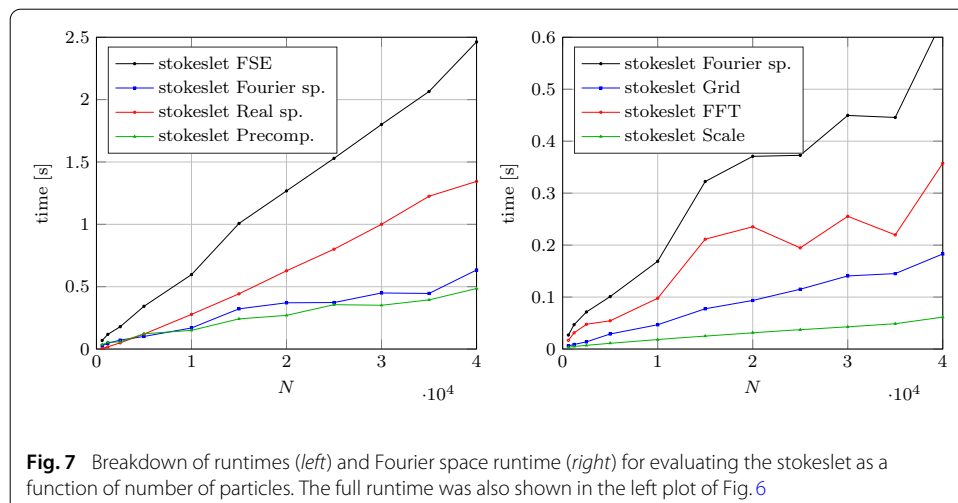 2.5
2
1.5
1
0.5
0
time [s]
stokeslet FSE
stokeslet Fourier sp.
stokeslet Real sp.
stokeslet Precomp.
0 1 2 3 4
N
·10⁴
0.6
0.5
0.4
0.3
0.2
0.1
0
time [s]
stokeslet Fourier sp.
stokeslet Grid
stokeslet FFT
stokeslet Scale
0 1 2 3 4
N
·10⁴
Fig. 7 Breakdown of runtimes (left) and Fourier space runtime (right) for evaluating the stokeslet as a
function of number of particles. The full runtime was also shown in the left plot of Fig. 6